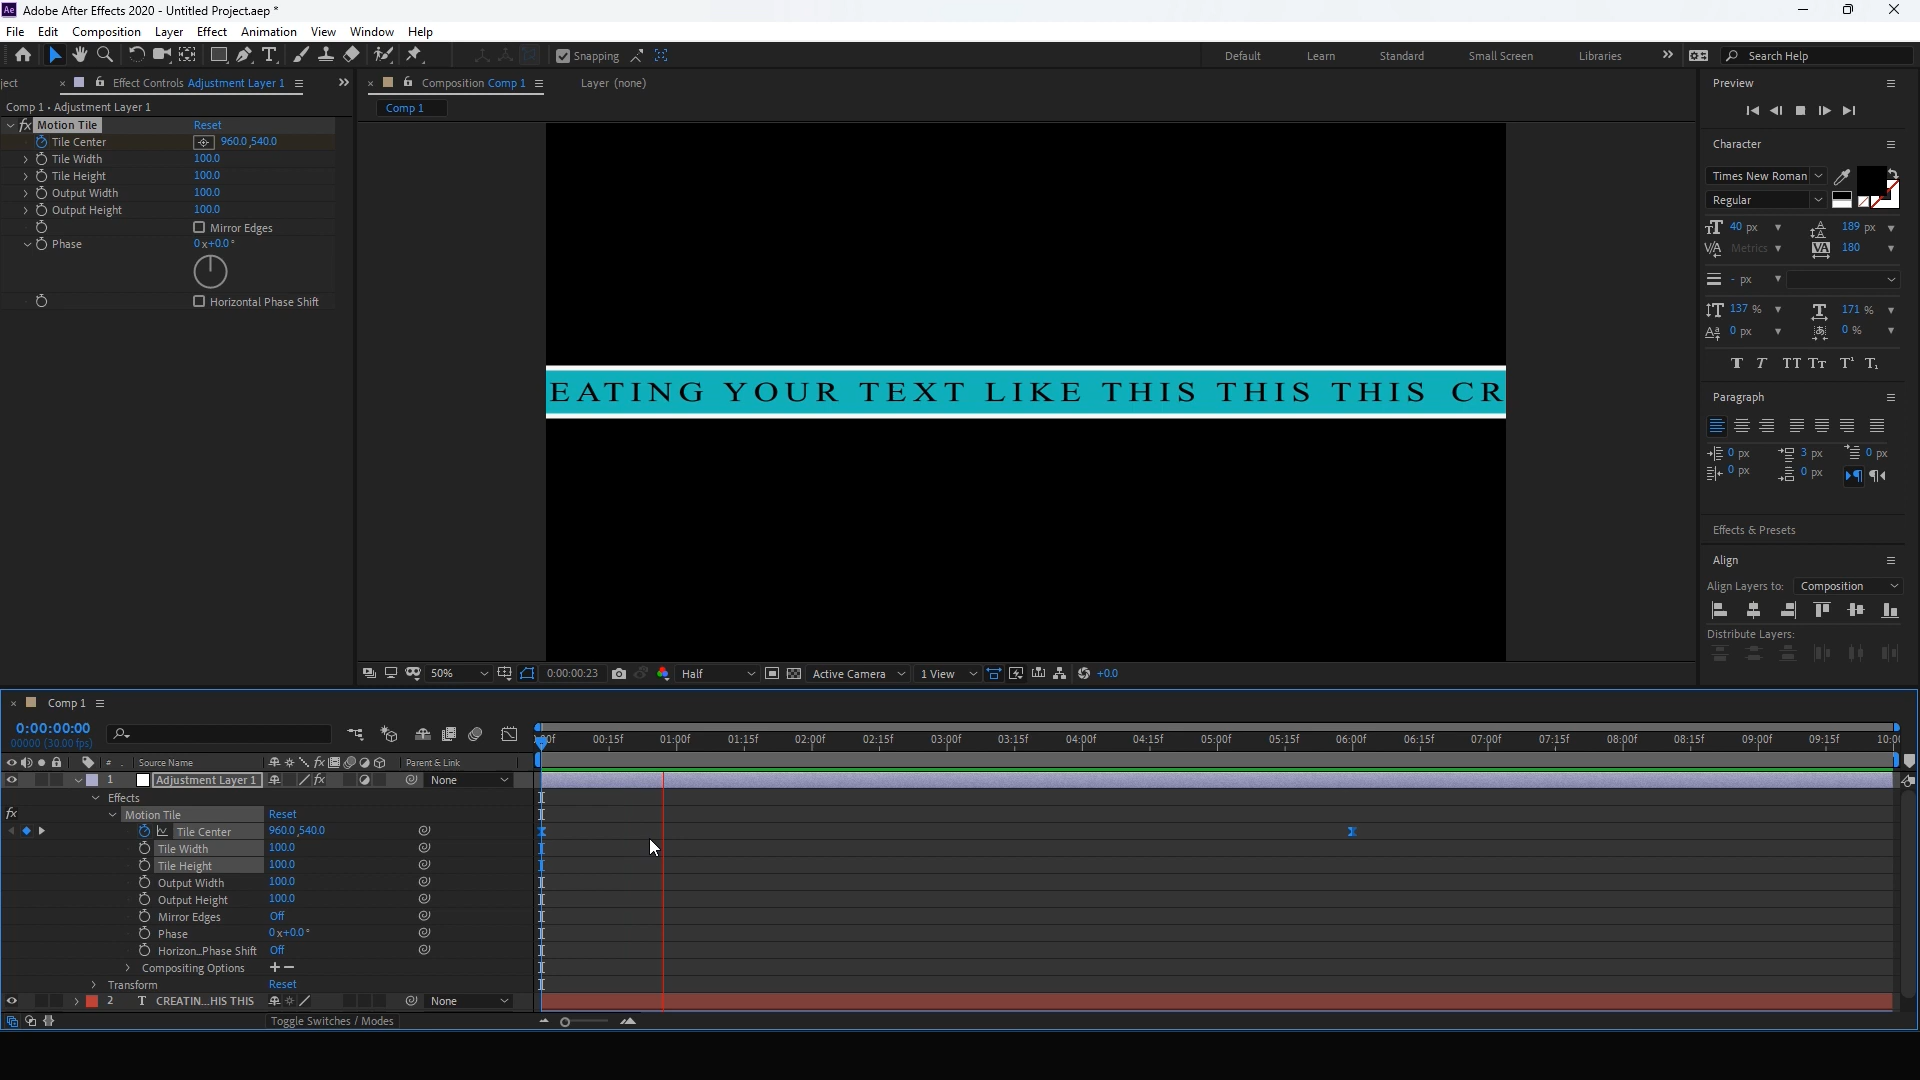 Ae Adobe After Effects 2020 - Untitled Project.aep *
File Edit Composition Layer Effect Animation View Window Help
Snapping
Default Learn Standard Small Screen Libraries Search Help
ject Effect Controls Adjustment Layer 1
Composition Comp 1 Layer (none)
Comp 1 • Adjustment Layer 1
Comp 1
fx Motion Tile Reset
Tile Center 960.0,540.0
Tile Width 100.0
Tile Height 100.0
Output Width 100.0
Output Height 100.0
Mirror Edges
Phase 0x+0.0°
Horizontal Phase Shift
EATING YOUR TEXT LIKE THIS THIS THIS CR
50% 0:00:00:23 Half Active Camera 1 View +0.0
Preview
Character
Times New Roman
Regular
40 px 189 px
Metrics 180
- px
137 % 171 %
0 px 0 %
Paragraph
0 px 3 px 0 px
0 px 0 px
Effects & Presets
Align
Align Layers to: Composition
Distribute Layers:
Comp 1
0:00:00:00
00000 (30.00 fps)
:00f 00:15f 01:00f 01:15f 02:00f 02:15f 03:00f 03:15f 04:00f 04:15f 05:00f 05:15f 06:00f 06:15f 07:00f 07:15f 08:00f 08:15f 09:00f 09:15f 10:0
# Source Name Parent & Link
1 Adjustment Layer 1 None
Effects
fx Motion Tile Reset
Tile Center 960.0,540.0
Tile Width 100.0
Tile Height 100.0
Output Width 100.0
Output Height 100.0
Mirror Edges Off
Phase 0x+0.0°
Horizon...Phase Shift Off
Compositing Options
Transform Reset
2 T CREATIN...HIS THIS None
Toggle Switches / Modes